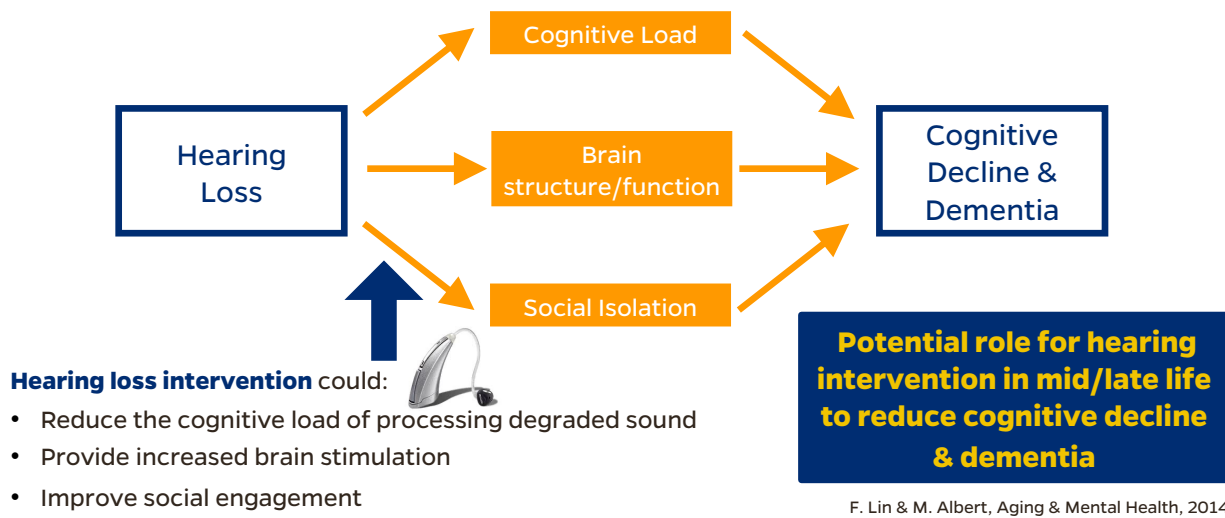 Cognitive Load
Hearing
Loss
Brain
structure/function
Cognitive
Decline &
Dementia
Social Isolation
Hearing loss intervention could:
• Reduce the cognitive load of processing degraded sound
• Provide increased brain stimulation
• Improve social engagement
Potential role for hearing
intervention in mid/late life
to reduce cognitive decline
& dementia
F. Lin & M. Albert, Aging & Mental Health, 2014